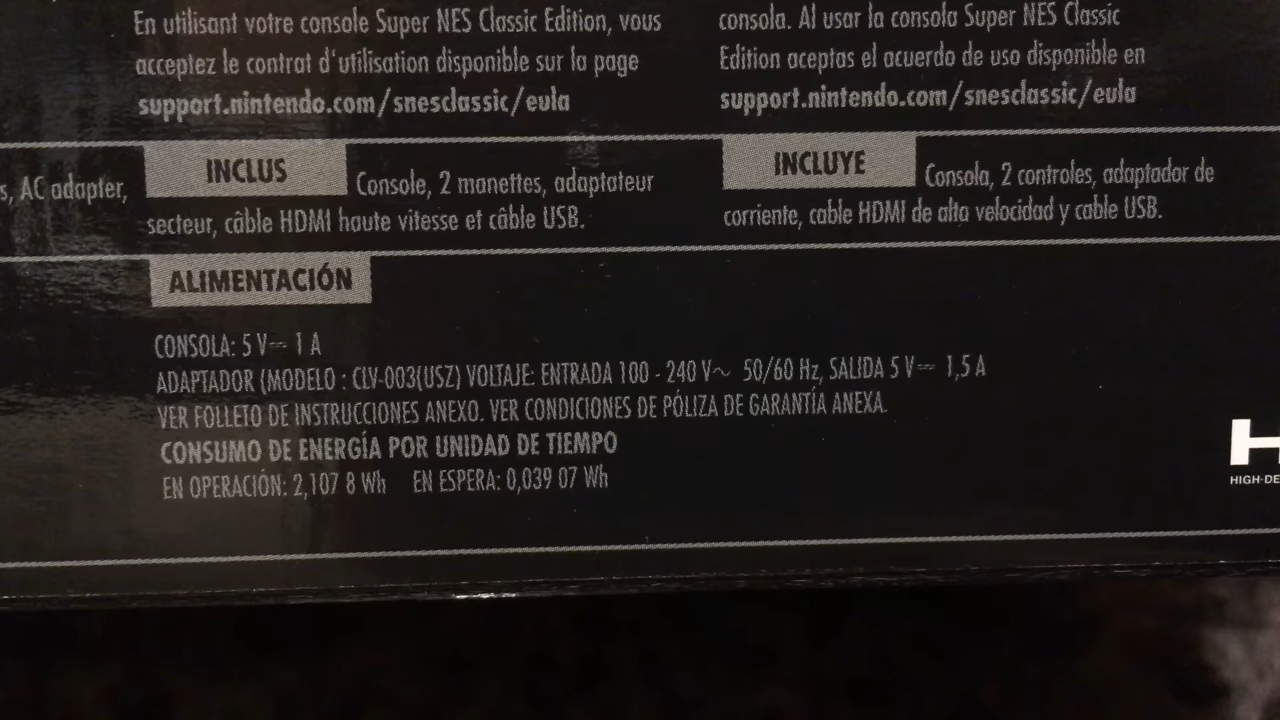 En utilisant votre console Super NES Classic Edition, vous
acceptez le contrat d'utilisation disponible sur la page
support.nintendo.com/snesclassic/eula
consola. Al usar la consola Super NES Classic
Edition aceptas el acuerdo de uso disponible en
support.nintendo.com/snesclassic/eula
s, AC adapter,
INCLUS Console, 2 manettes, adaptateur
secteur, câble HDMI haute vitesse et câble USB.
INCLUYE Consola, 2 controles, adaptador de
corriente, cable HDMI de alta velocidad y cable USB.
ALIMENTACIÓN
CONSOLA: 5 V⎓ 1 A
ADAPTADOR (MODELO : CLV-003(USZ) VOLTAJE: ENTRADA 100 - 240 V~ 50/60 Hz, SALIDA 5 V⎓ 1,5 A
VER FOLLETO DE INSTRUCCIONES ANEXO. VER CONDICIONES DE PÓLIZA DE GARANTÍA ANEXA.
CONSUMO DE ENERGÍA POR UNIDAD DE TIEMPO
EN OPERACIÓN: 2,107 8 Wh EN ESPERA: 0,039 07 Wh
H
HIGH-DE